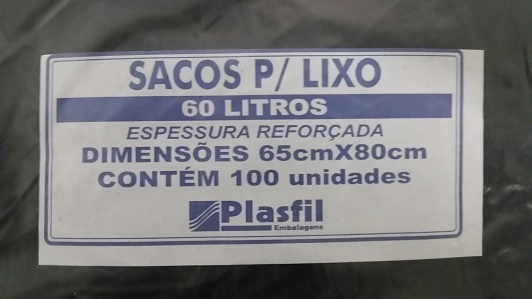 SACOS P/ LIXO
60 LITROS
ESPESSURA REFORÇADA
DIMENSÕES 65cmX80cm
CONTÉM 100 unidades
Plasfil
Embalagens